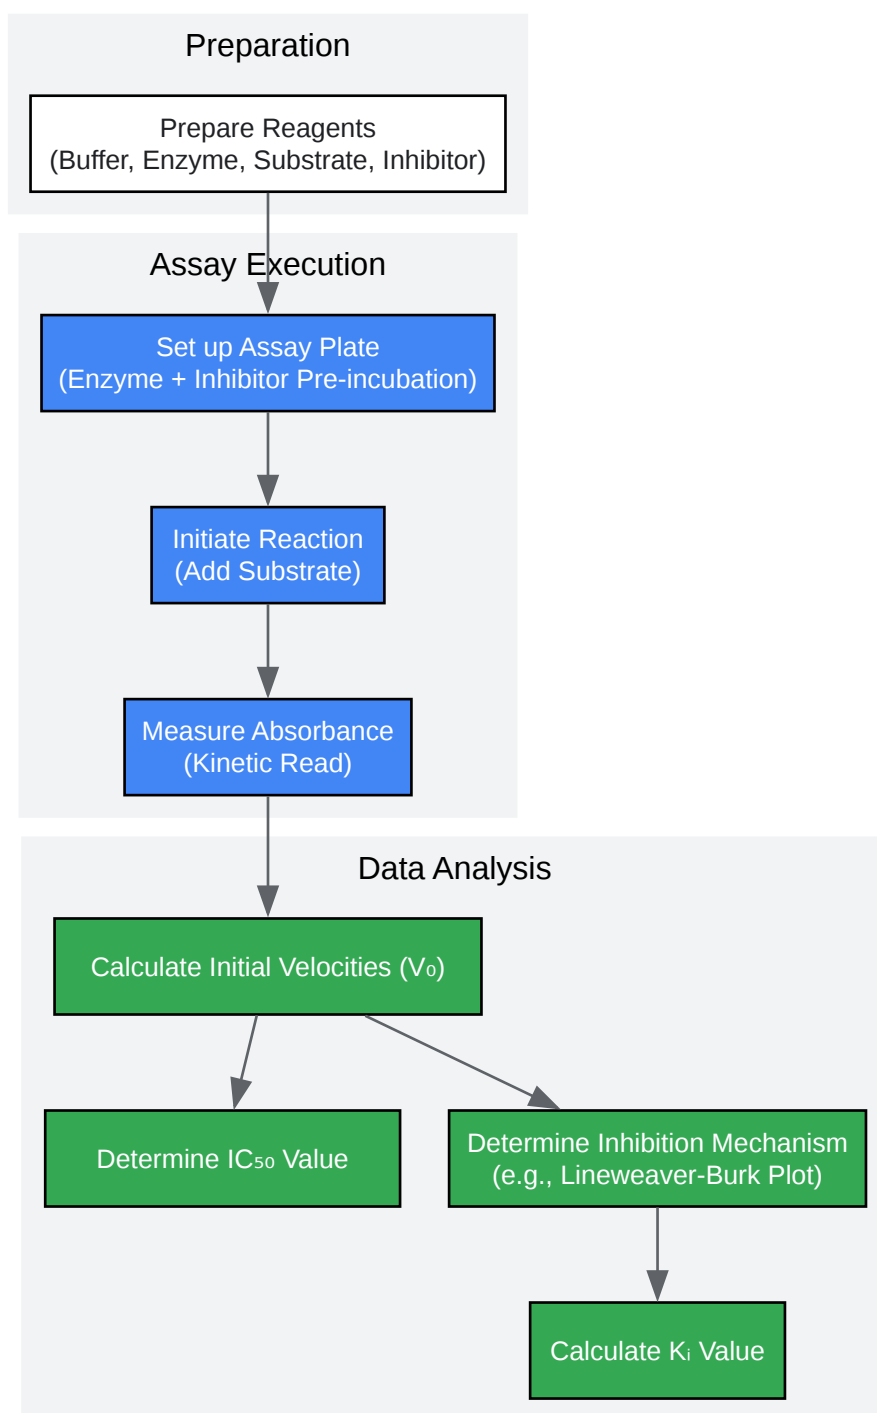 Preparation
Prepare Reagents
(Buffer, Enzyme, Substrate, Inhibitor)
Assay Execution
Set up Assay Plate
(Enzyme + Inhibitor Pre-incubation)
Initiate Reaction
(Add Substrate)
Measure Absorbance
(Kinetic Read)
Data Analysis
Calculate Initial Velocities (V₀)
Determine IC₅₀ Value
Determine Inhibition Mechanism
(e.g., Lineweaver-Burk Plot)
Calculate Kᵢ Value